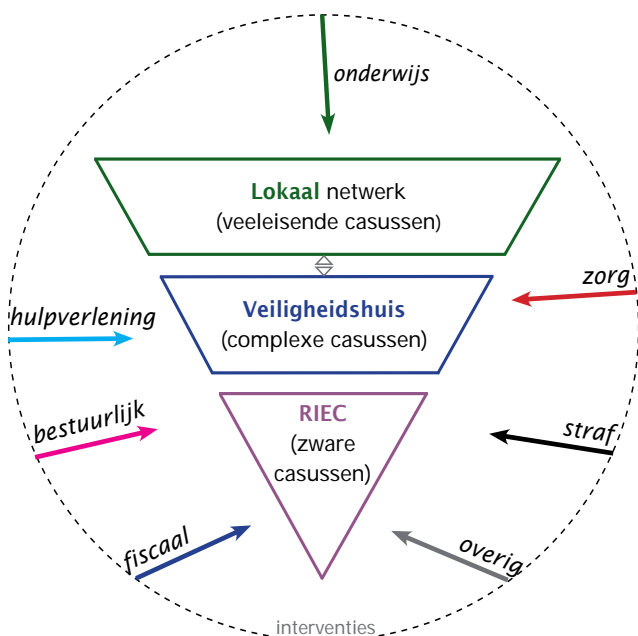 onderwijs
Lokaal netwerk
(veeleisende casussen)
zorg
hulpverlening
Veiligheidshuis
(complexe casussen)
bestuurlijk
RIEC
(zware
casussen)
straf
fiscaal
overig
interventies